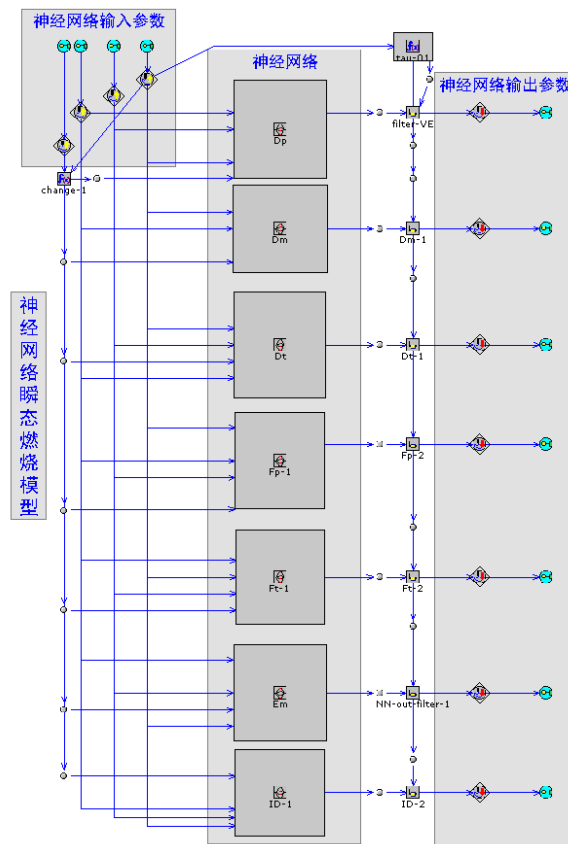 神经网络输入参数
tau-01
神经网络
神经网络输出参数
Dp
filter-VE
change-1
Dm
Dm-1
神经网络瞬态燃烧模型
Dt
Dt-1
Fp-1
Fp-2
Ft-1
Ft-2
Em
NN-out-filter-1
ID-1
ID-2